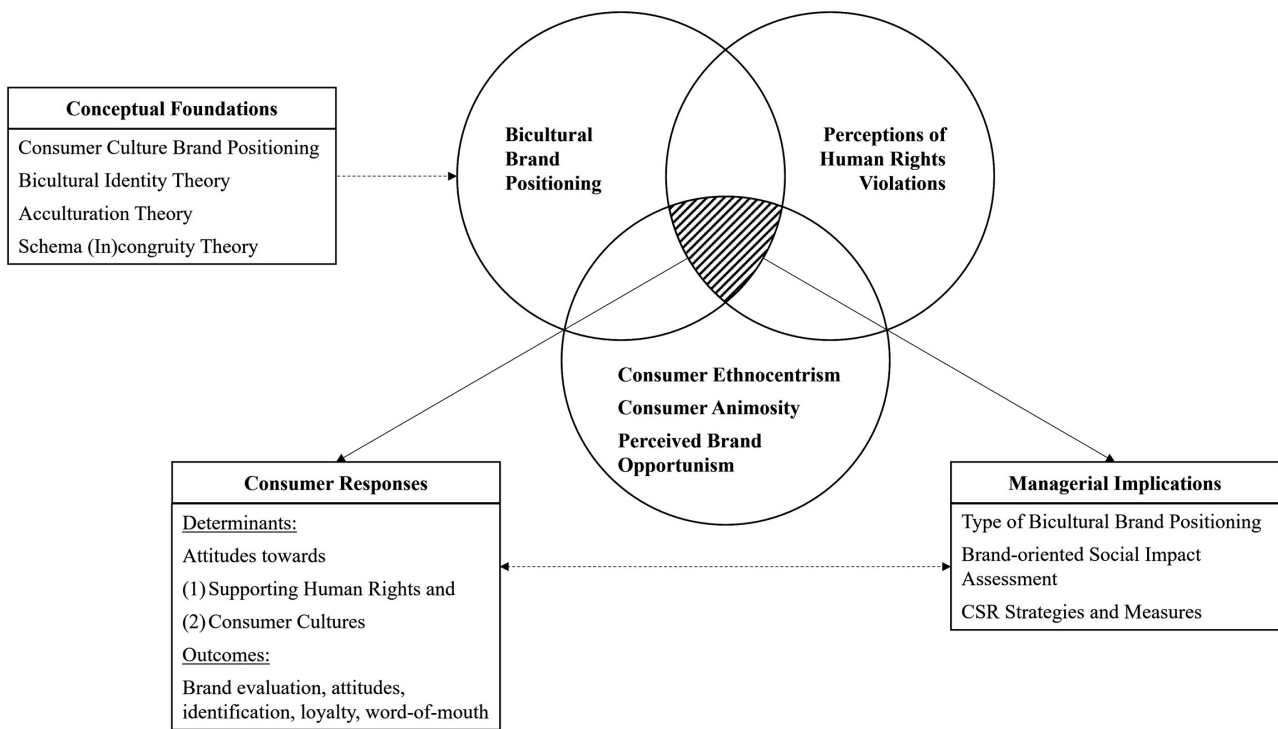 Conceptual Foundations
Consumer Culture Brand Positioning
Bicultural Identity Theory
Acculturation Theory
Schema (In)congruity Theory
Bicultural
Brand
Positioning
Perceptions of
Human Rights
Violations
Consumer Ethnocentrism
Consumer Animosity
Perceived Brand
Opportunism
Consumer Responses
Determinants:
Attitudes towards
(1) Supporting Human Rights and
(2) Consumer Cultures
Outcomes:
Brand evaluation, attitudes,
identification, loyalty, word-of-mouth
Managerial Implications
Type of Bicultural Brand Positioning
Brand-oriented Social Impact
Assessment
CSR Strategies and Measures